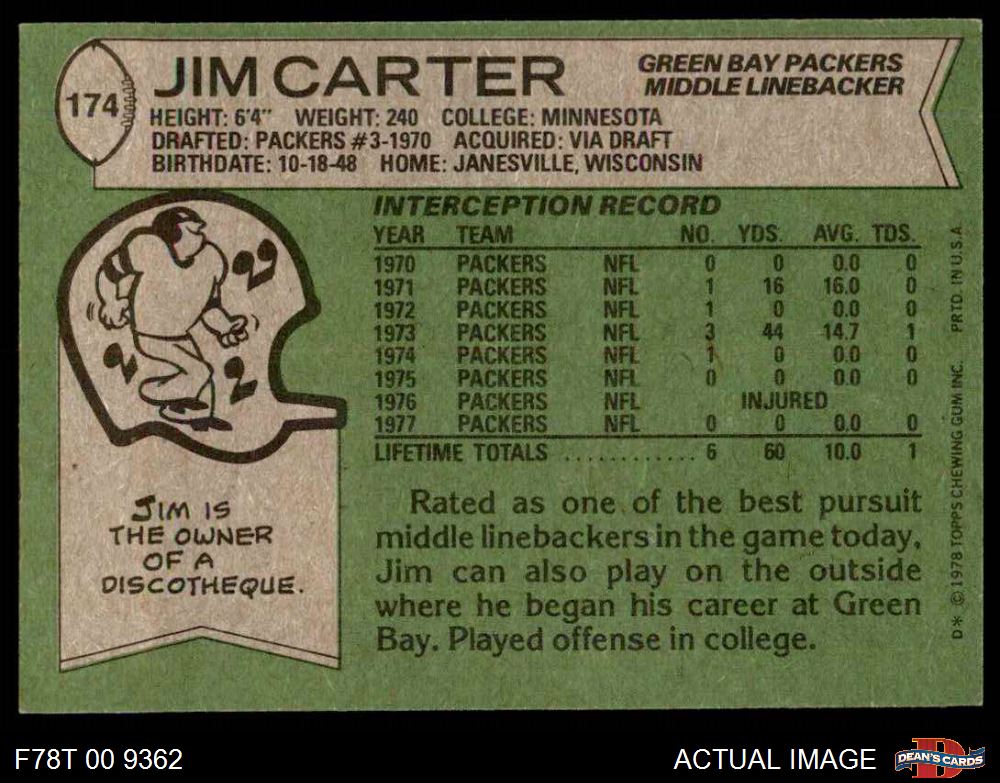 174
JIM CARTER
GREEN BAY PACKERS
MIDDLE LINEBACKER
HEIGHT: 6'4" WEIGHT: 240 COLLEGE: MINNESOTA
DRAFTED: PACKERS #3-1970 ACQUIRED: VIA DRAFT
BIRTHDATE: 10-18-48 HOME: JANESVILLE, WISCONSIN
INTERCEPTION RECORD
YEAR TEAM NO. YDS. AVG. TDS.
1970 PACKERS NFL 0 0 0.0 0
1971 PACKERS NFL 1 16 16.0 0
1972 PACKERS NFL 1 0 0.0 0
1973 PACKERS NFL 3 44 14.7 1
1974 PACKERS NFL 1 0 0.0 0
1975 PACKERS NFL 0 0 0.0 0
1976 PACKERS NFL INJURED
1977 PACKERS NFL 0 0 0.0 0
LIFETIME TOTALS ............ 6 60 10.0 1
JIM IS
THE OWNER
OF A
DISCOTHEQUE.
Rated as one of the best pursuit
middle linebackers in the game today,
Jim can also play on the outside
where he began his career at Green
Bay. Played offense in college.
D* © 1978 TOPPS CHEWING GUM INC. PRTD. IN U.S.A.
F78T 00 9362
ACTUAL IMAGE
D
DEAN'S CARDS